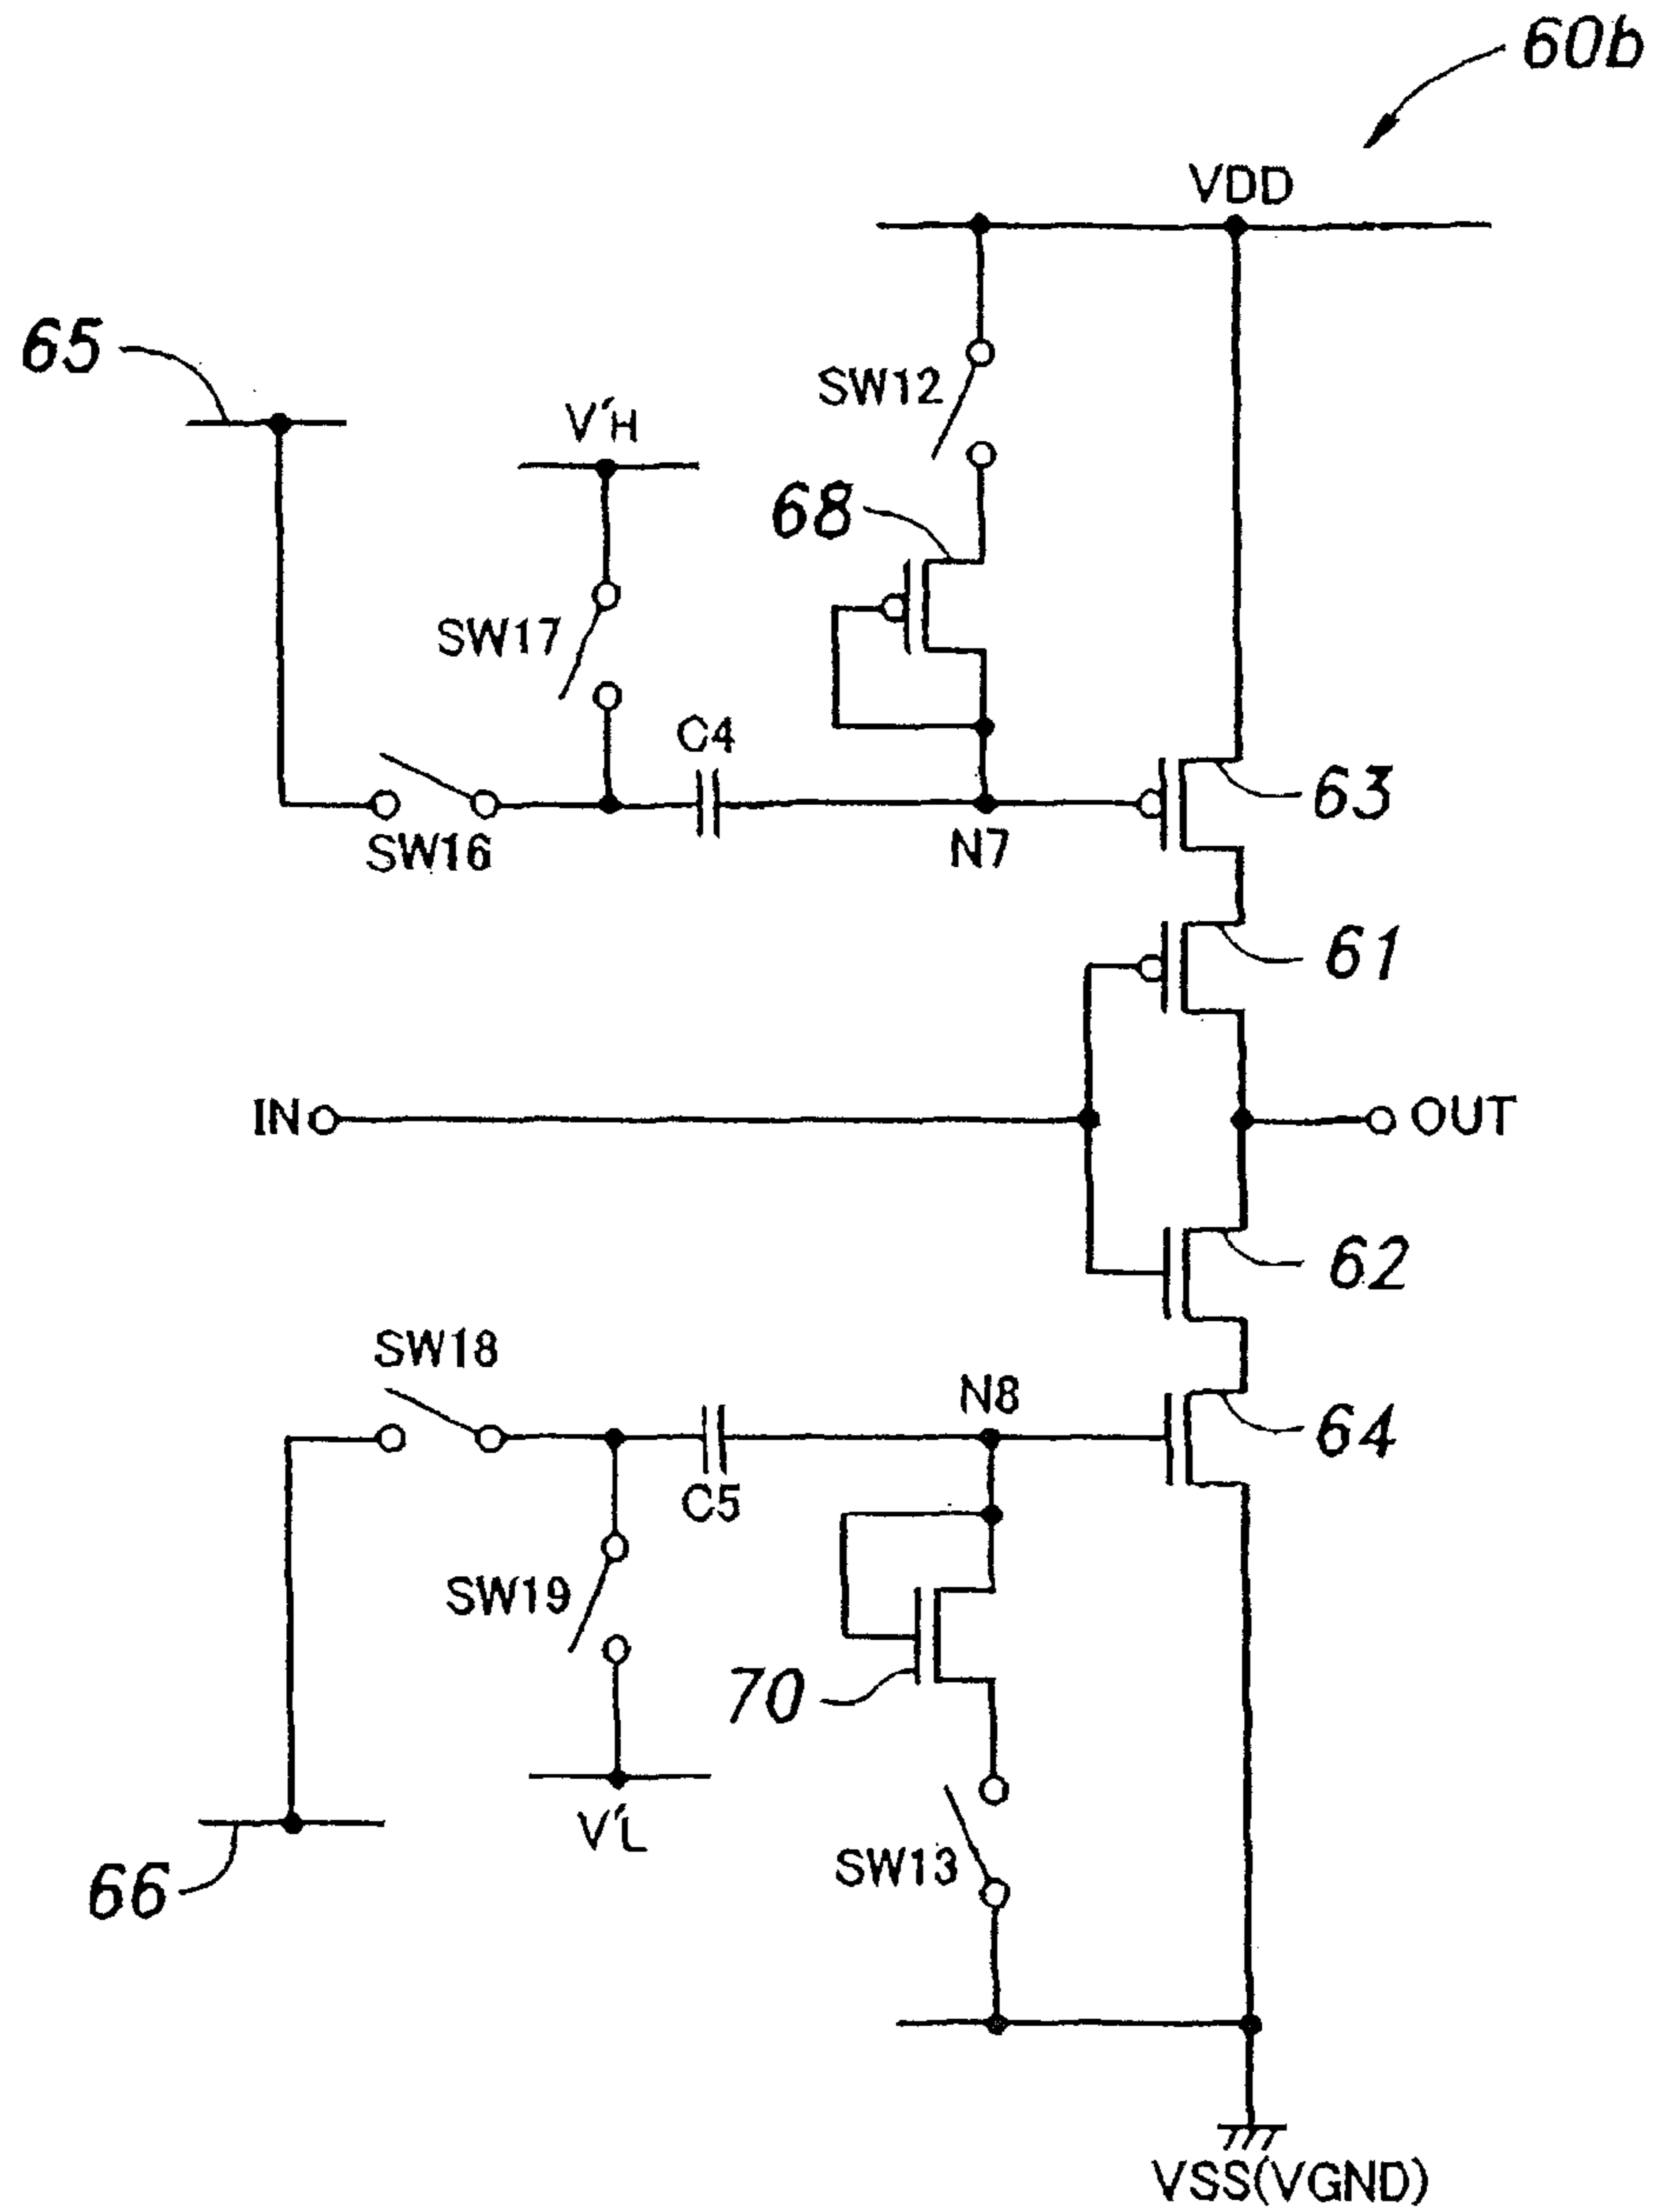 60b
VDD
65
SW12
V'H
68
SW17
C4
63
SW16
N7
61
IN
OUT
62
SW18
N8
64
C5
SW19
70
V'L
SW13
66
VSS(VGND)